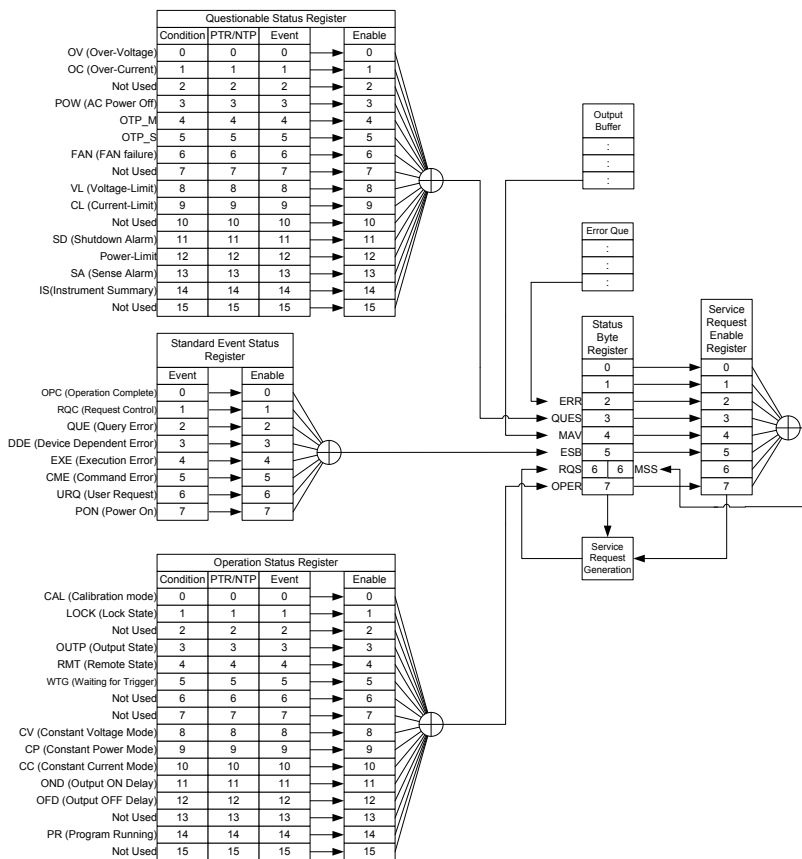 Questionable Status Register
Condition PTR/NTP Event Enable
OV (Over-Voltage) 0 0 0 0
OC (Over-Current) 1 1 1 1
Not Used 2 2 2 2
POW (AC Power Off) 3 3 3 3
OTP_M 4 4 4 4
OTP_S 5 5 5 5
FAN (FAN failure) 6 6 6 6
Not Used 7 7 7 7
VL (Voltage-Limit) 8 8 8 8
CL (Current-Limit) 9 9 9 9
Not Used 10 10 10 10
SD (Shutdown Alarm) 11 11 11 11
Power-Limit 12 12 12 12
SA (Sense Alarm) 13 13 13 13
IS(Instrument Summary) 14 14 14 14
Not Used 15 15 15 15
Output
Buffer
:
:
:
Error Que
:
:
:
Standard Event Status
Register
Event Enable
OPC (Operation Complete) 0 0
RQC (Request Control) 1 1
QUE (Query Error) 2 2
DDE (Device Dependent Error) 3 3
EXE (Execution Error) 4 4
CME (Command Error) 5 5
URQ (User Request) 6 6
PON (Power On) 7 7
Status
Byte
Register
Service
Request
Enable
Register
0 0
1 1
ERR 2 2
QUES 3 3
MAV 4 4
ESB 5 5
RQS 6 6 MSS 6
OPER 7 7
Service
Request
Generation
Operation Status Register
Condition PTR/NTP Event Enable
CAL (Calibration mode) 0 0 0 0
LOCK (Lock State) 1 1 1 1
Not Used 2 2 2 2
OUTP (Output State) 3 3 3 3
RMT (Remote State) 4 4 4 4
WTG (Waiting for Trigger) 5 5 5 5
Not Used 6 6 6 6
Not Used 7 7 7 7
CV (Constant Voltage Mode) 8 8 8 8
CP (Constant Power Mode) 9 9 9 9
CC (Constant Current Mode) 10 10 10 10
OND (Output ON Delay) 11 11 11 11
OFD (Output OFF Delay) 12 12 12 12
Not Used 13 13 13 13
PR (Program Running) 14 14 14 14
Not Used 15 15 15 15